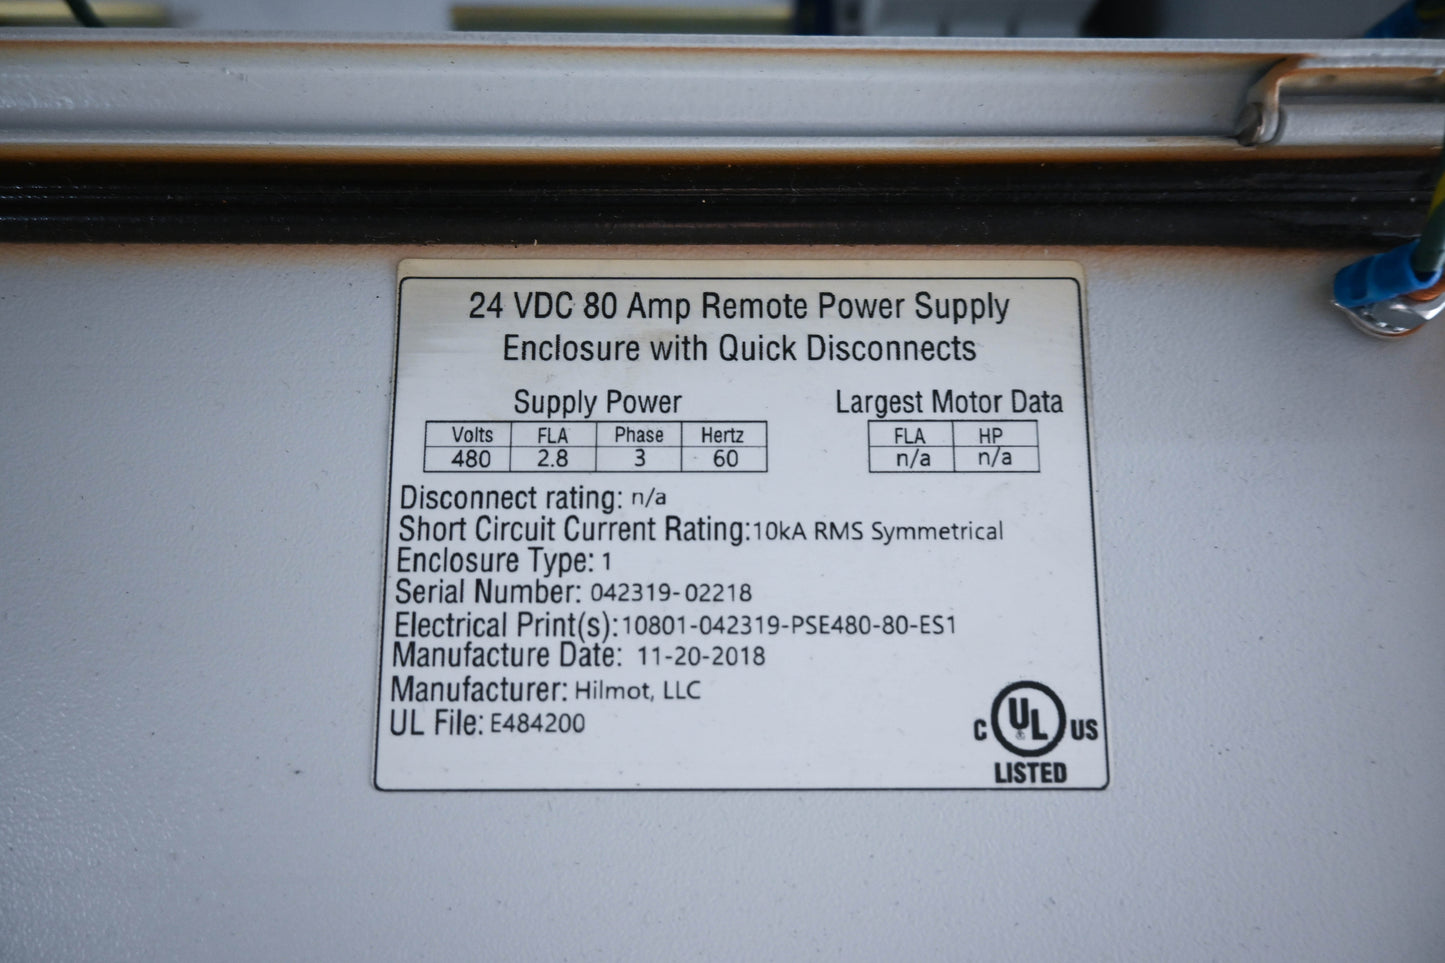 24 VDC 80 Amp Remote Power Supply
Enclosure with Quick Disconnects
Supply Power
Largest Motor Data
Volts FLA Phase Hertz
FLA HP
480 2.8 3 60
n/a n/a
Disconnect rating: n/a
Short Circuit Current Rating:10kA RMS Symmetrical
Enclosure Type: 1
Serial Number: 042319-02218
Electrical Print(s):10801-042319-PSE480-80-ES1
Manufacture Date: 11-20-2018
Manufacturer: Hilmot, LLC
UL File: E484200
C UL US
LISTED